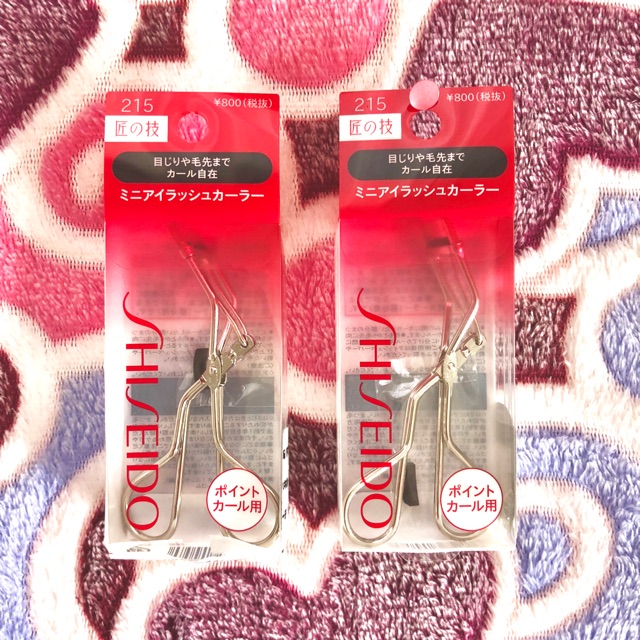 215
¥800(税抜)
匠の技
目じりや毛先まで
カール自在
ミニアイラッシュカーラー
SHISEIDO
ポイント
カール用
215
¥800(税抜)
匠の技
目じりや毛先まで
カール自在
ミニアイラッシュカーラー
SHISEIDO
ポイント
カール用